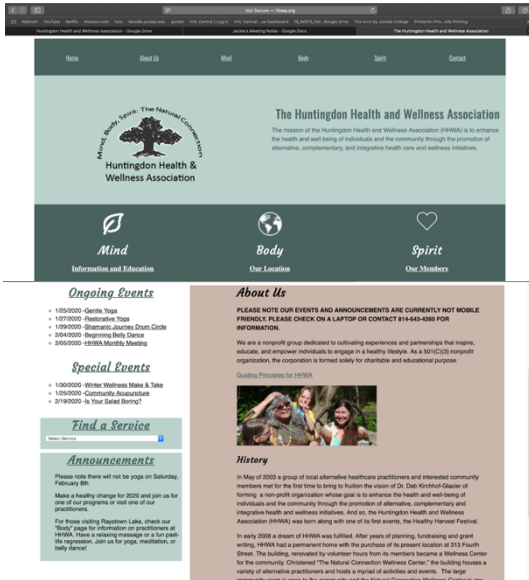 Not Secure — hhwa.org
Huntingdon Health and Wellness Association - Google Drive
Jackie's Meeting Notes - Google Docs
The Huntingdon Health and Wellness Association
Home
About Us
Mind
Body
Spirit
Contact
Mind, Body, Spirit: The Natural Connection
Huntingdon Health &
Wellness Association
The Huntingdon Health and Wellness Association
The mission of the Huntingdon Health and Wellness Association (HHWA) is to enhance
the health and well being of individuals and the community through the promotion of
alternative, complementary, and integrative health care and wellness initiatives.
Mind
Body
Spirit
Information and Education
Our Location
Our Members
Ongoing Events
1/25/2020 -Gentle Yoga
1/27/2020 -Restorative Yoga
1/29/2020 -Shamanic Journey Drum Circle
2/04/2020 -Beginning Belly Dance
2/05/2020 -HHWA Monthly Meeting
Special Events
1/30/2020 -Winter Wellness Make & Take
1/25/2020 -Community Acupuncture
2/19/2020 -Is Your Salad Boring?
Find a Service
Select Service
Announcements
Please note there will not be yoga on Saturday,
February 8th.
Make a healthy change for 2020 and join us for
one of our programs or visit one of our
practitioners.
For those visiting Raystown Lake, check our
"Body" page for information on practitioners at
HHWA. Have a relaxing massage or a fun past-
life regression. Join us for yoga, meditation, or
belly dance!
About Us
PLEASE NOTE OUR EVENTS AND ANNOUNCEMENTS ARE CURRENTLY NOT MOBILE
FRIENDLY. PLEASE CHECK ON A LAPTOP OR CONTACT 814-643-4260 FOR
INFORMATION.
We are a nonprofit group dedicated to cultivating experiences and partnerships that inspire,
educate, and empower individuals to engage in a healthy lifestyle. As a 501(C)(3) nonprofit
organization, the corporation is formed solely for charitable and educational purpose.
Guiding Principles for HHWA
History
In May of 2003 a group of local alternative healthcare practitioners and interested community
members met for the first time to bring to fruition the vision of Dr. Deb Kirchhof-Glazier of
forming a non-profit organization whose goal is to enhance the health and well-being of
individuals and the community through the promotion of alternative, complementary and
integrative health and wellness initiatives. And so, the Huntingdon Health and Wellness
Association (HHWA) was born along with one of its first events, the Healthy Harvest Festival.
In early 2006 a dream of HHWA was fulfilled. After years of planning, fundraising and grant
writing, HHWA had a permanent home with the purchase of its present location at 313 Fourth
Street. The building, renovated by volunteer hours from its members became a Wellness Center
for the community. Christened "The Natural Connection Wellness Center," the building houses a
variety of alternative practitioners and hosts a myriad of activities and events. The large